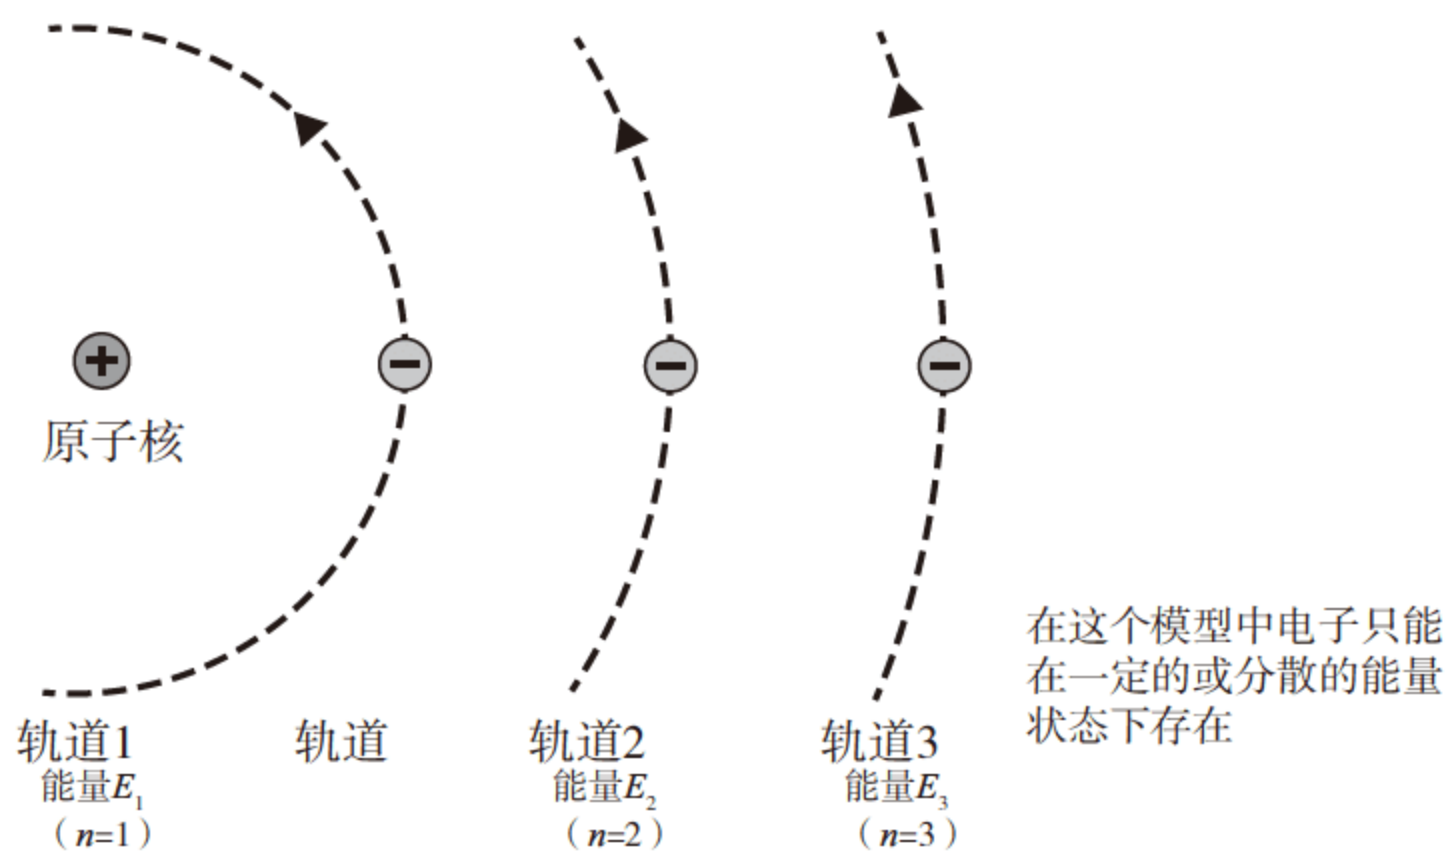 +
−
−
−
原子核
在这个模型中电子只能
在一定的或分散的能量
状态下存在
轨道1
能量E₁
(n=1)
轨道
轨道2
能量E₂
(n=2)
轨道3
能量E₃
(n=3)